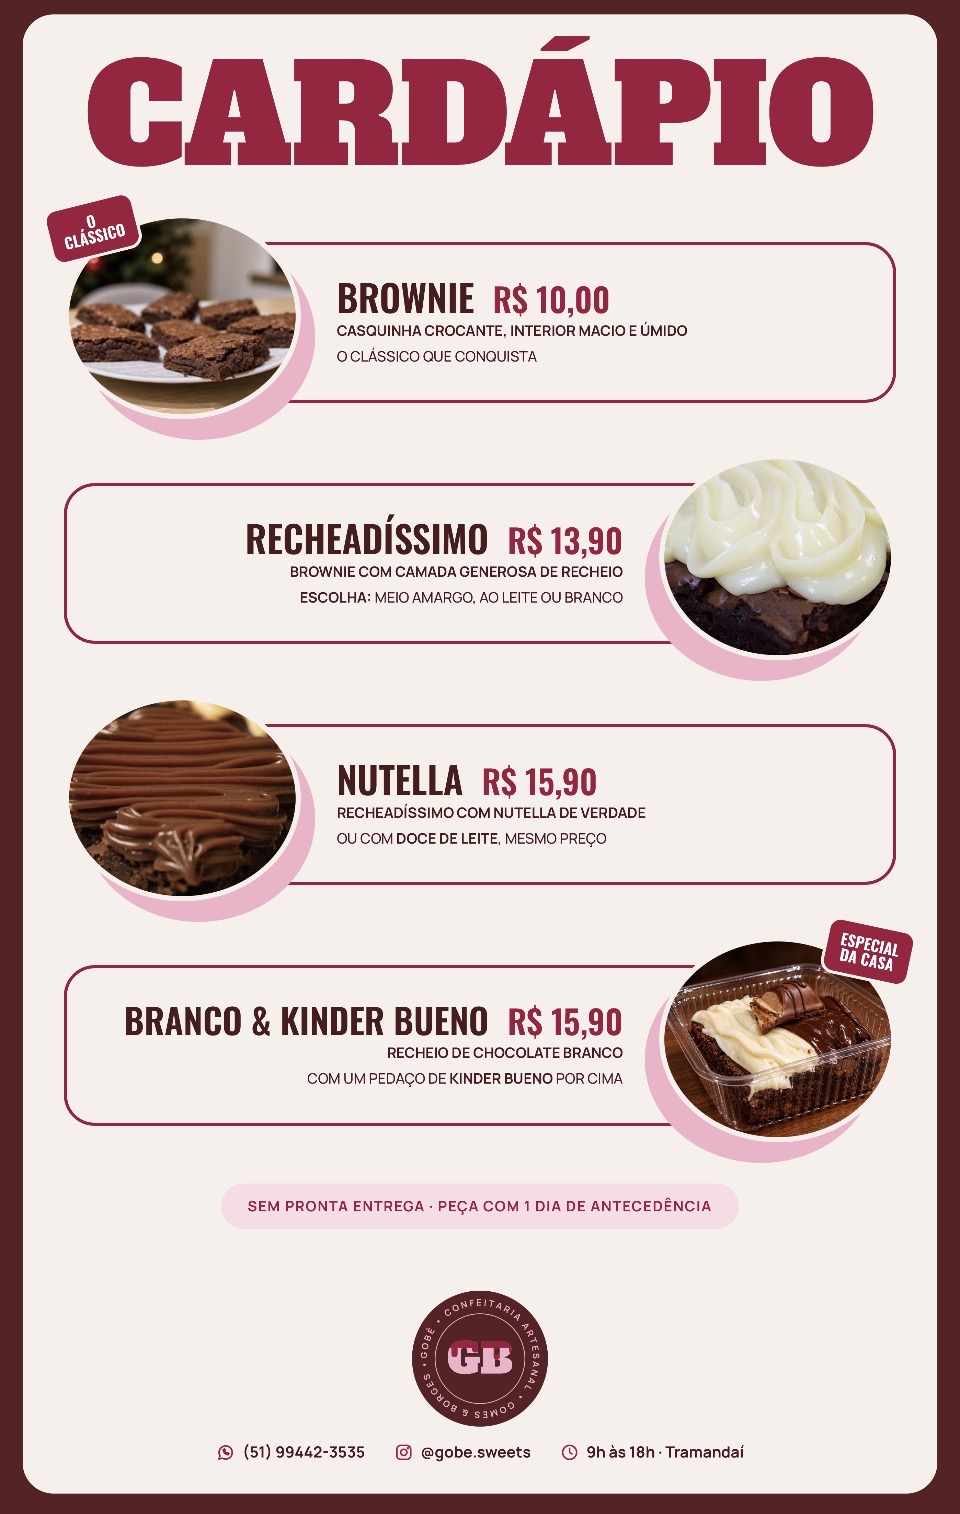 CARDÁPIO
O
CLÁSSICO
BROWNIE R$ 10,00
CASQUINHA CROCANTE, INTERIOR MACIO E ÚMIDO
O CLÁSSICO QUE CONQUISTA
RECHEADÍSSIMO R$ 13,90
BROWNIE COM CAMADA GENEROSA DE RECHEIO
ESCOLHA: MEIO AMARGO, AO LEITE OU BRANCO
NUTELLA R$ 15,90
RECHEADÍSSIMO COM NUTELLA DE VERDADE
OU COM DOCE DE LEITE, MESMO PREÇO
ESPECIAL
DA CASA
BRANCO & KINDER BUENO R$ 15,90
RECHEIO DE CHOCOLATE BRANCO
COM UM PEDAÇO DE KINDER BUENO POR CIMA
SEM PRONTA ENTREGA · PEÇA COM 1 DIA DE ANTECEDÊNCIA
GOBÊ • CONFEITARIA ARTESANAL • GOMES & BORGES •
GB
(51) 99442-3535 @gobe.sweets 9h às 18h · Tramandaí